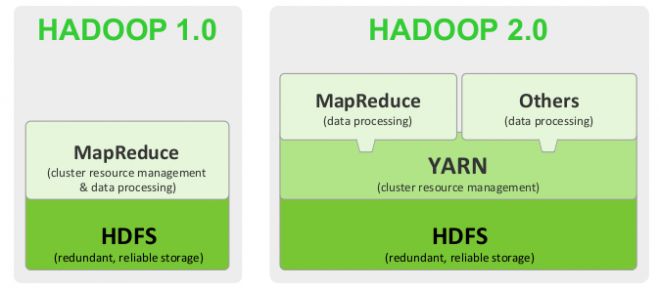 HADOOP 1.0
MapReduce
(cluster resource management
& data processing)
HDFS
(redundant, reliable storage)
HADOOP 2.0
MapReduce
(data processing)
Others
(data processing)
YARN
(cluster resource management)
HDFS
(redundant, reliable storage)